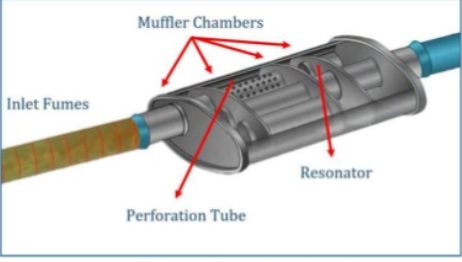 Muffler Chambers
Inlet Fumes
Resonator
Perforation Tube